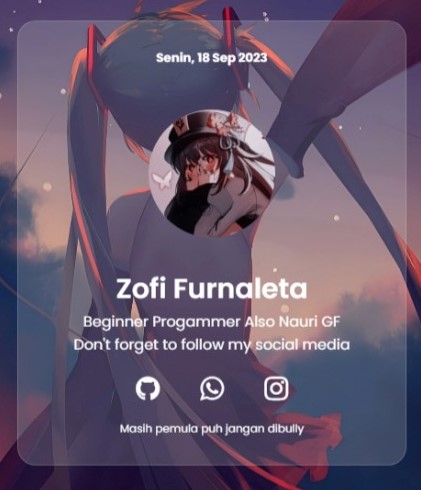 Senin, 18 Sep 2023
Zofi Furnaleta
Beginner Progammer Also Nauri GF
Don't forget to follow my social media
Masih pemula puh jangan dibully